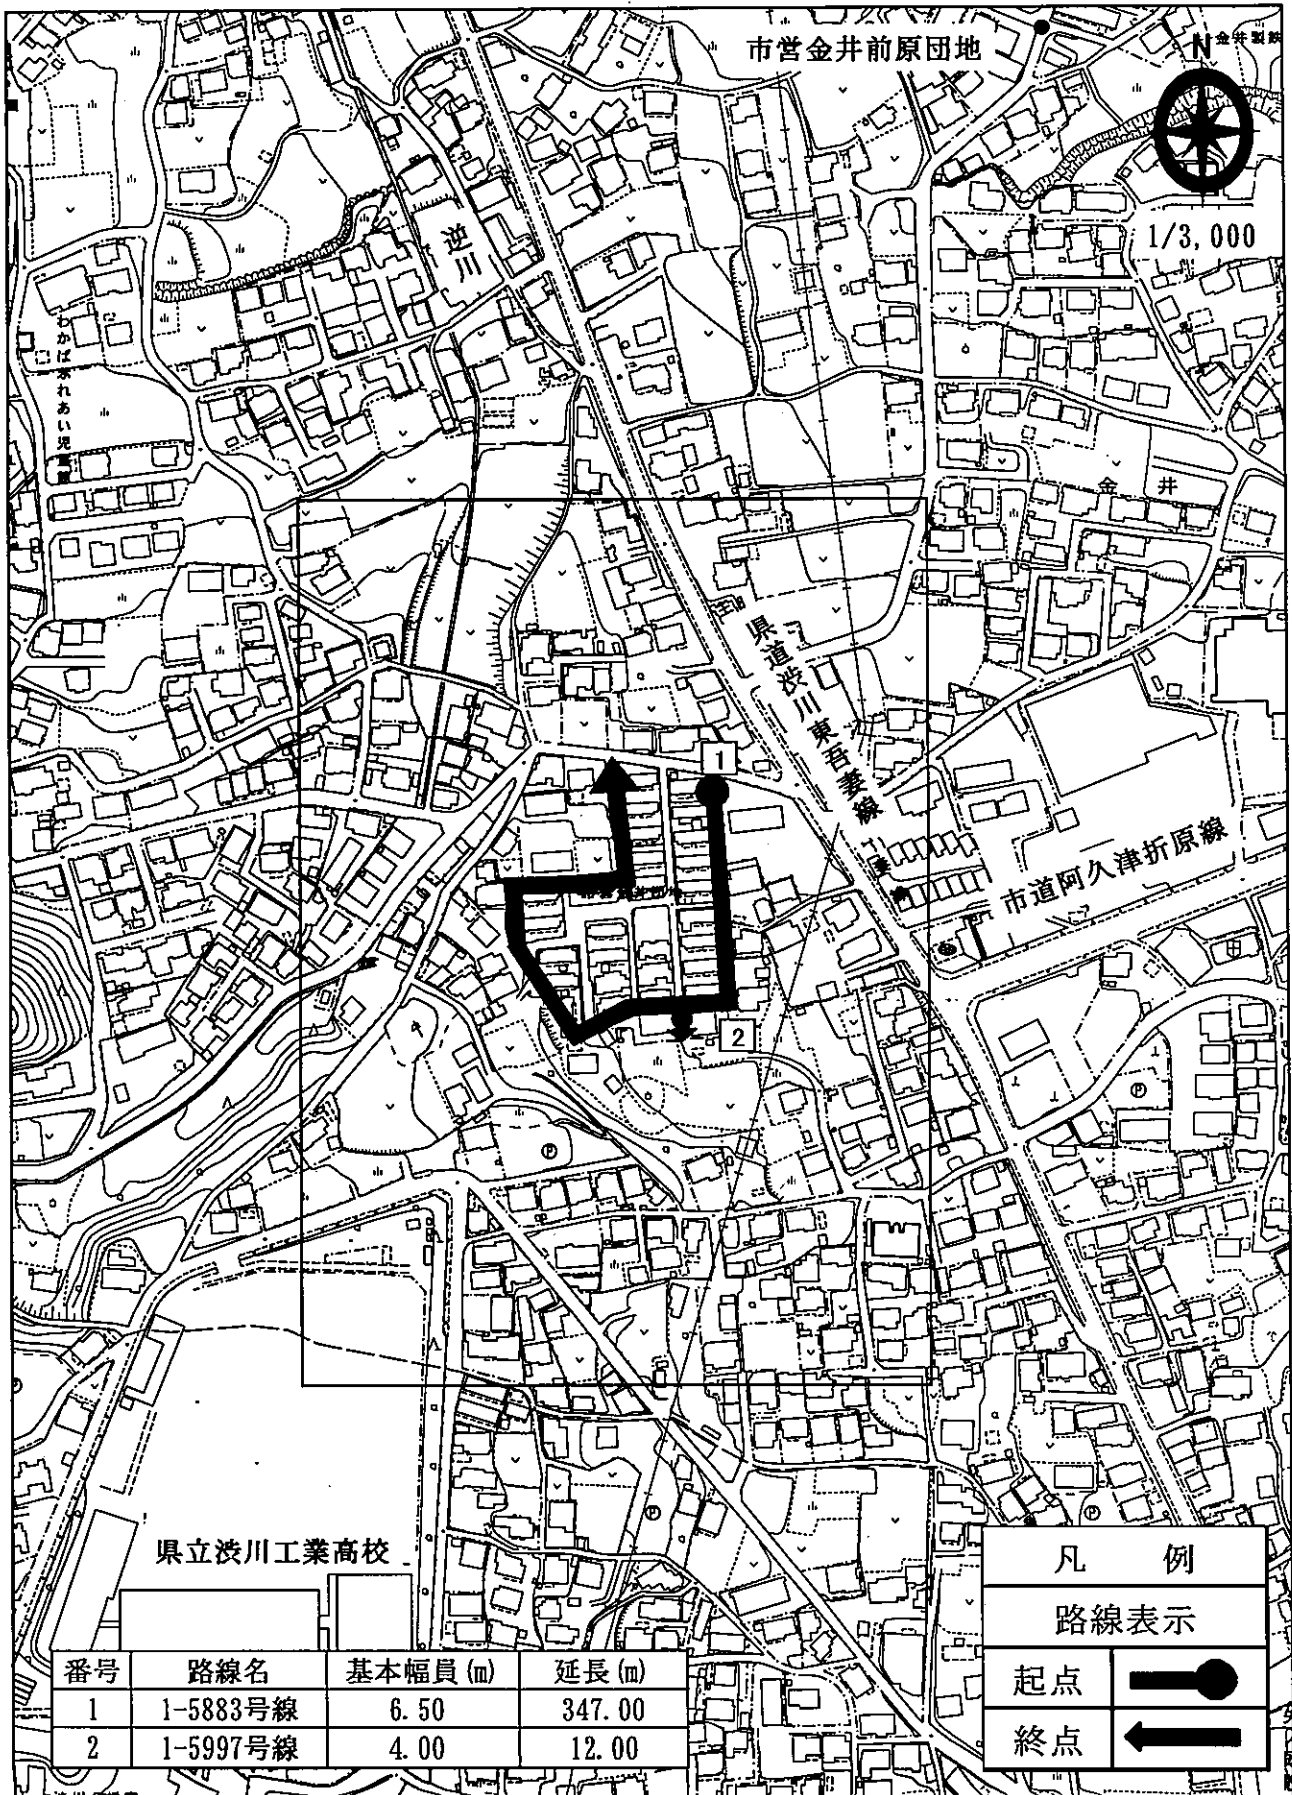 市営金井前原団地
N
金井製鉄
1/3,000
逆川
わかばふれあい児童館
金井
県道渋川東吾妻線
1
市道阿久津折原線
2
県立渋川工業高校
凡 例
路線表示
起点
終点
番号 路線名 基本幅員(m) 延長(m)
1 1-5883号線 6.50 347.00
2 1-5997号線 4.00 12.00